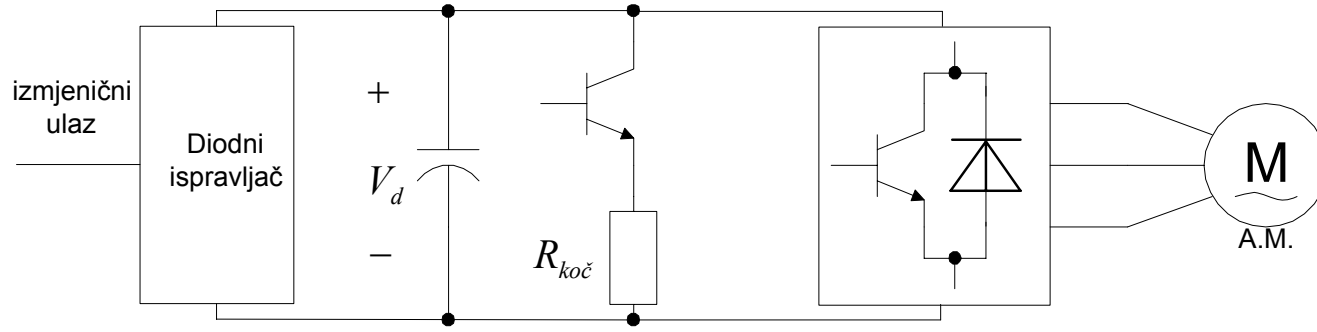 izmjenični
ulaz
Diodni
ispravljač
+
V_d
−
R_koč
M
A.M.